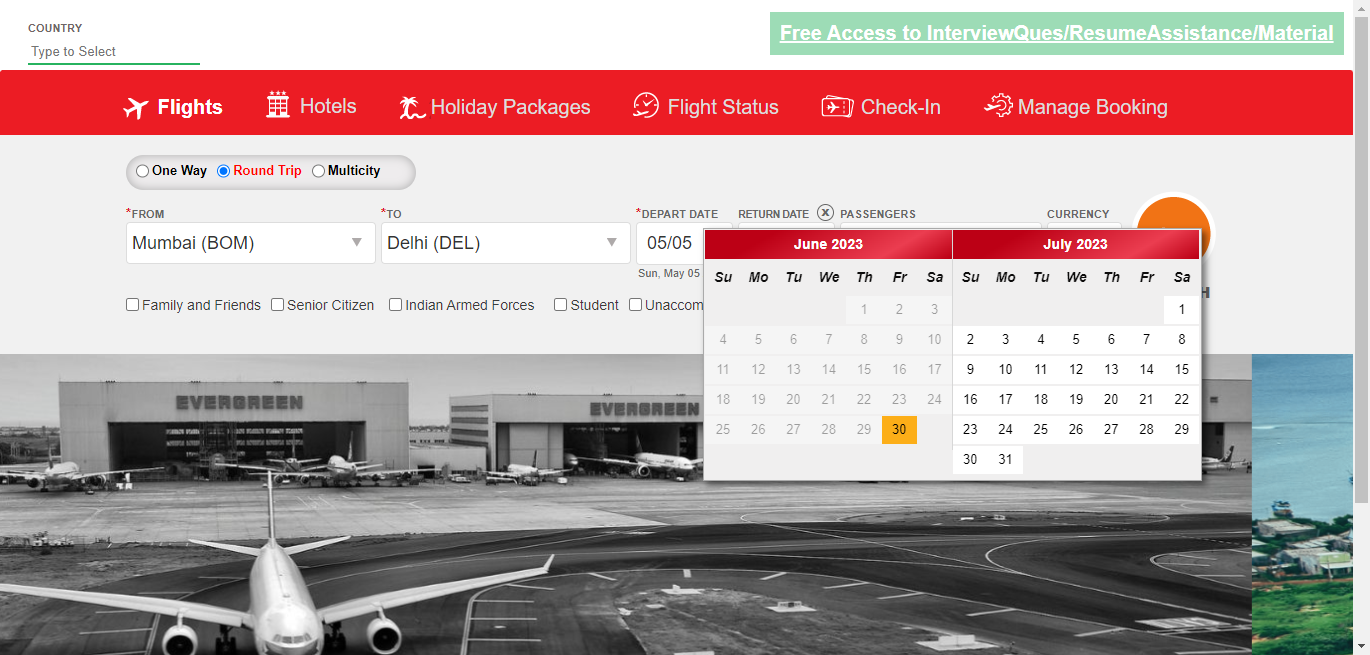 COUNTRY
Type to Select
Free Access to InterviewQues/ResumeAssistance/Material
Flights Hotels Holiday Packages Flight Status Check-In Manage Booking
One Way Round Trip Multicity
*FROM *TO *DEPART DATE RETURN DATE X PASSENGERS CURRENCY
Mumbai (BOM) Delhi (DEL) 05/05
Sun, May 05
Family and Friends Senior Citizen Indian Armed Forces Student Unaccom
June 2023 July 2023
Su Mo Tu We Th Fr Sa Su Mo Tu We Th Fr Sa
1 2 3 1
4 5 6 7 8 9 10 2 3 4 5 6 7 8
11 12 13 14 15 16 17 9 10 11 12 13 14 15
18 19 20 21 22 23 24 16 17 18 19 20 21 22
25 26 27 28 29 30 23 24 25 26 27 28 29
30 31
EVERGREEN EVERGREEN